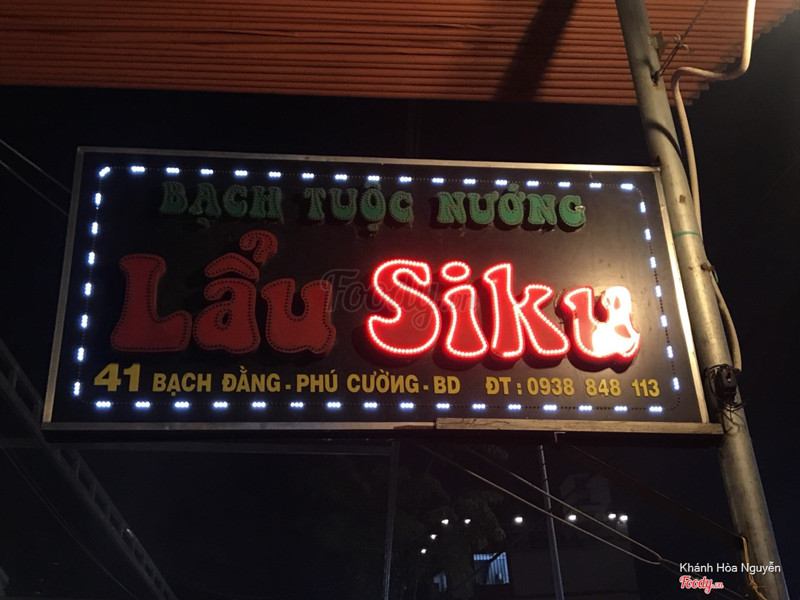 BẠCH TUỘC NƯỚNG
Lẩu Siku
41 BẠCH ĐẰNG - PHÚ CƯỜNG - BD ĐT : 0938 848 113
Foody.vn
Khánh Hòa Nguyễn
Foody.vn